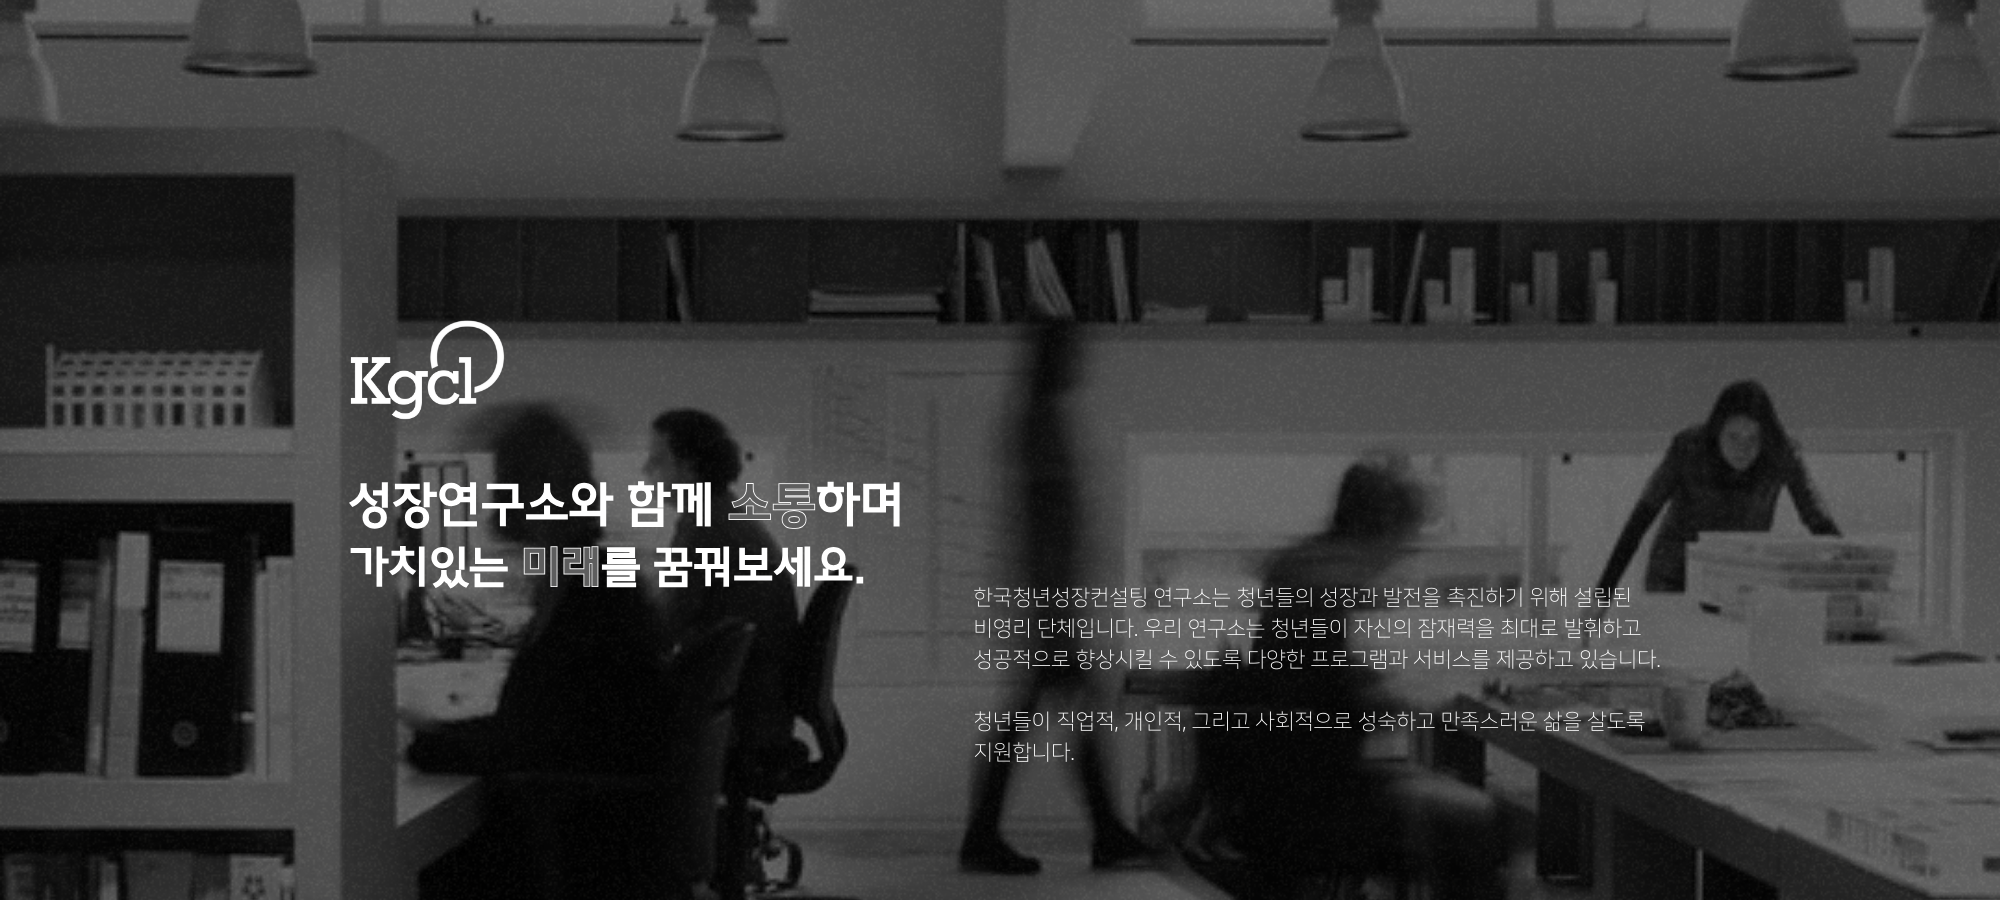 Kgcl
성장연구소와 함께 소통하며
가치있는 미래를 꿈꿔보세요.
한국청년성장컨설팅 연구소는 청년들의 성장과 발전을 촉진하기 위해 설립된
비영리 단체입니다. 우리 연구소는 청년들이 자신의 잠재력을 최대로 발휘하고
성공적으로 향상시킬 수 있도록 다양한 프로그램과 서비스를 제공하고 있습니다.
청년들이 직업적, 개인적, 그리고 사회적으로 성숙하고 만족스러운 삶을 살도록
지원합니다.